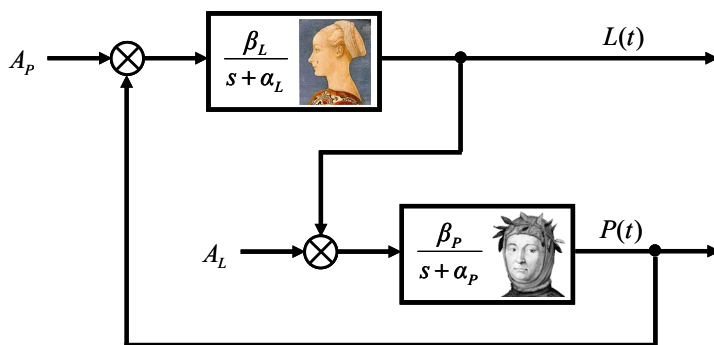 L(t)
A_P
β_L
s + α_L
P(t)
A_L
β_P
s + α_P